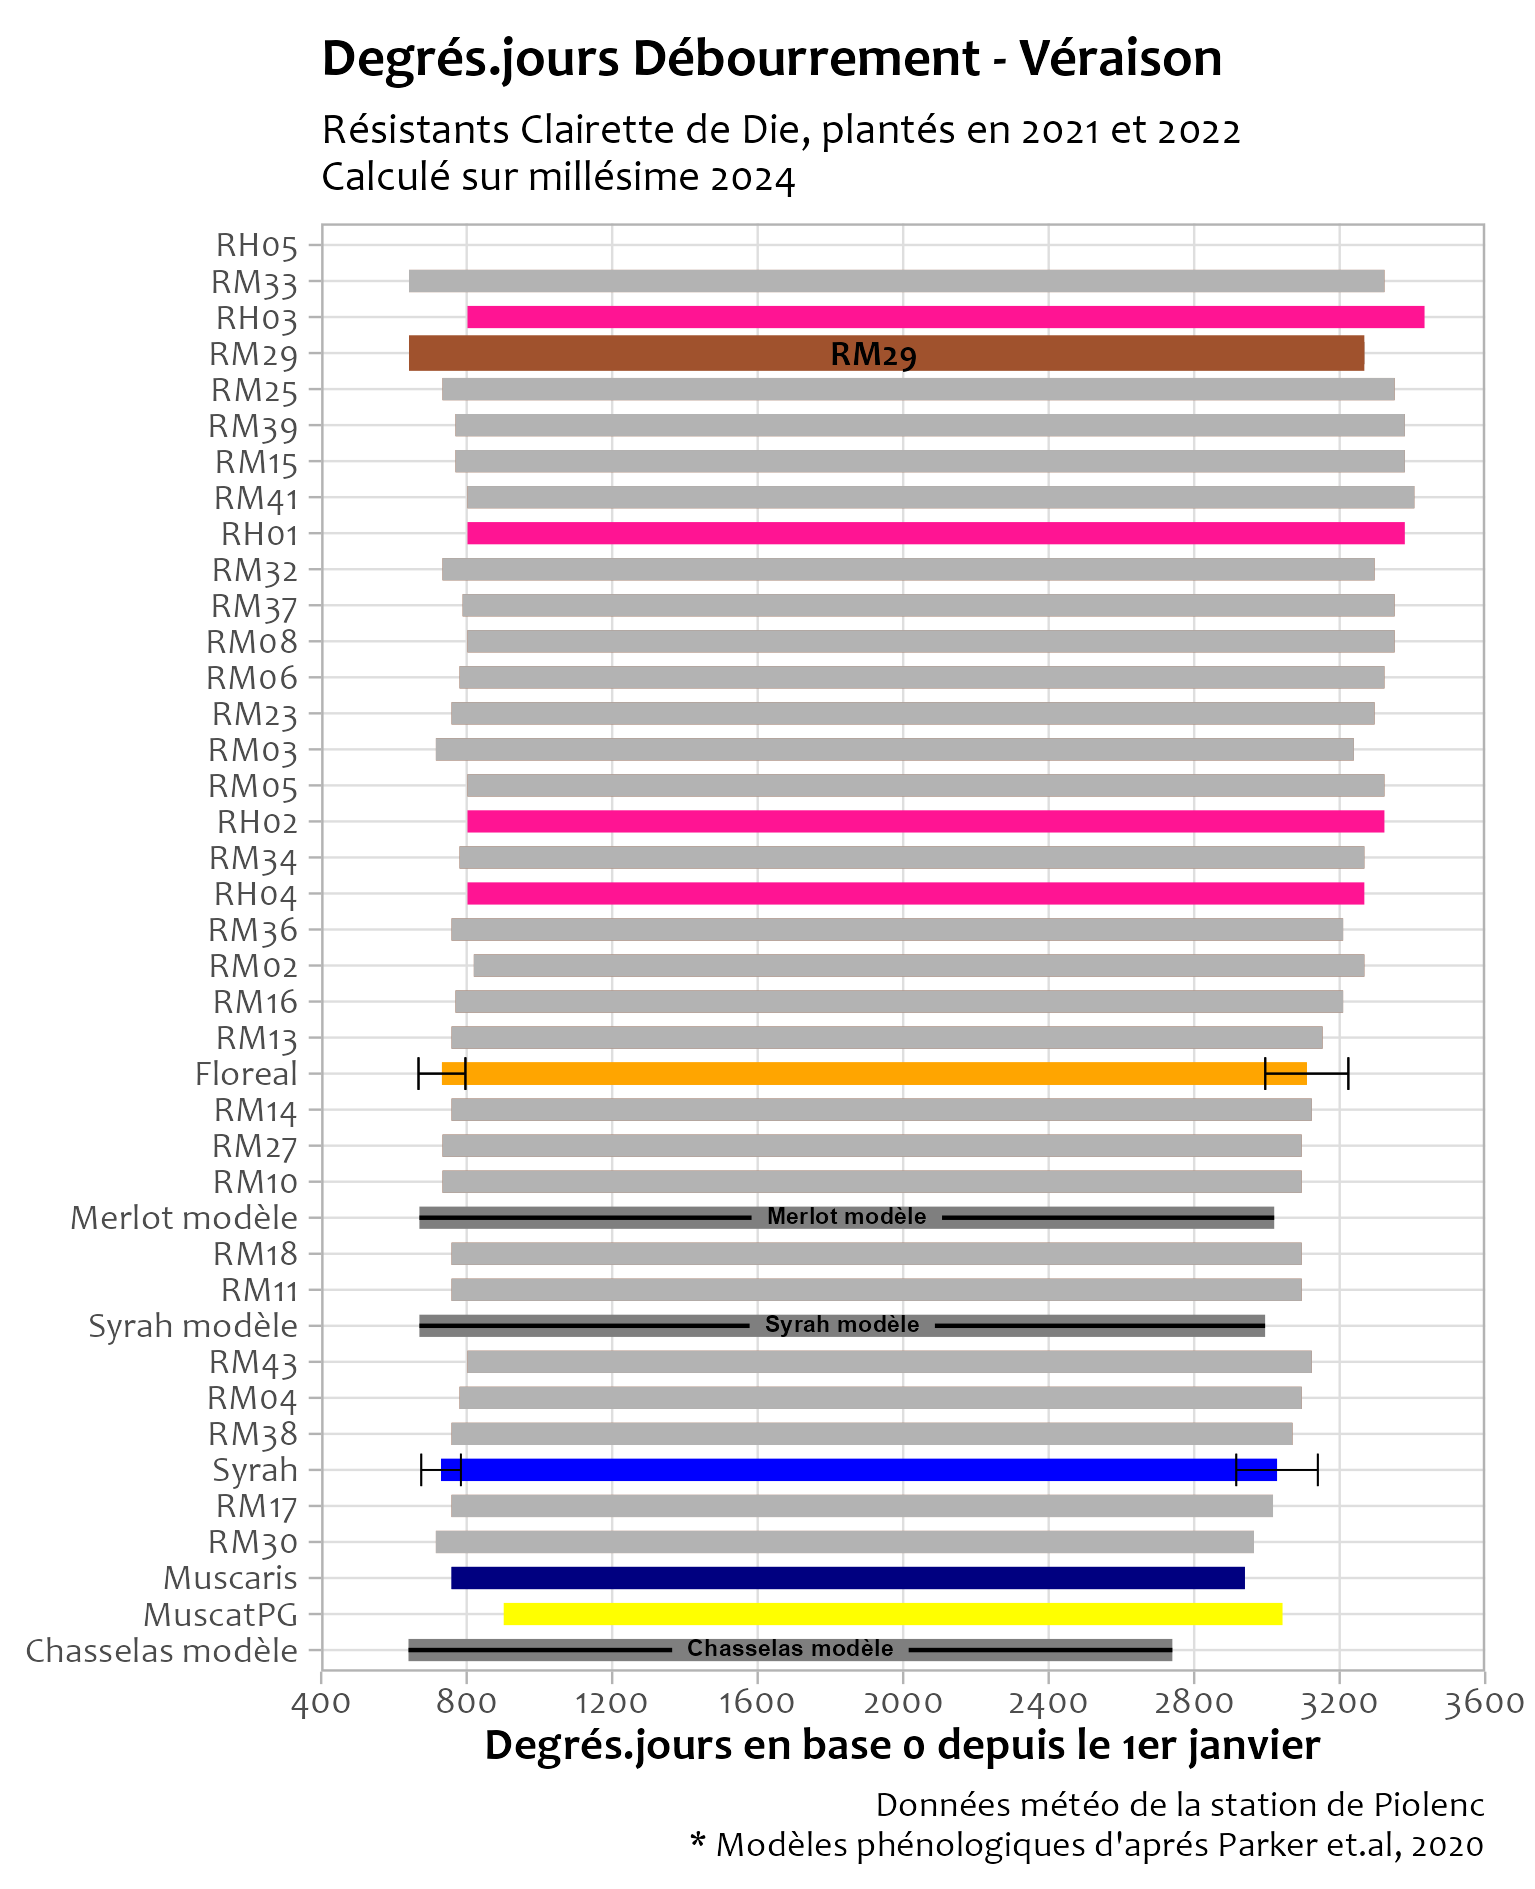 Degrés.jours Débourrement - Véraison
Résistants Clairette de Die, plantés en 2021 et 2022
Calculé sur millésime 2024
RH05
RM33
RH03
RM29 RM29
RM25
RM39
RM15
RM41
RH01
RM32
RM37
RM08
RM06
RM23
RM03
RM05
RH02
RM34
RH04
RM36
RM02
RM16
RM13
Floreal
RM14
RM27
RM10
Merlot modèle Merlot modèle
RM18
RM11
Syrah modèle Syrah modèle
RM43
RM04
RM38
Syrah
RM17
RM30
Muscaris
MuscatPG
Chasselas modèle Chasselas modèle
400 800 1200 1600 2000 2400 2800 3200 3600
Degrés.jours en base 0 depuis le 1er janvier
Données météo de la station de Piolenc
* Modèles phénologiques d'aprés Parker et.al, 2020